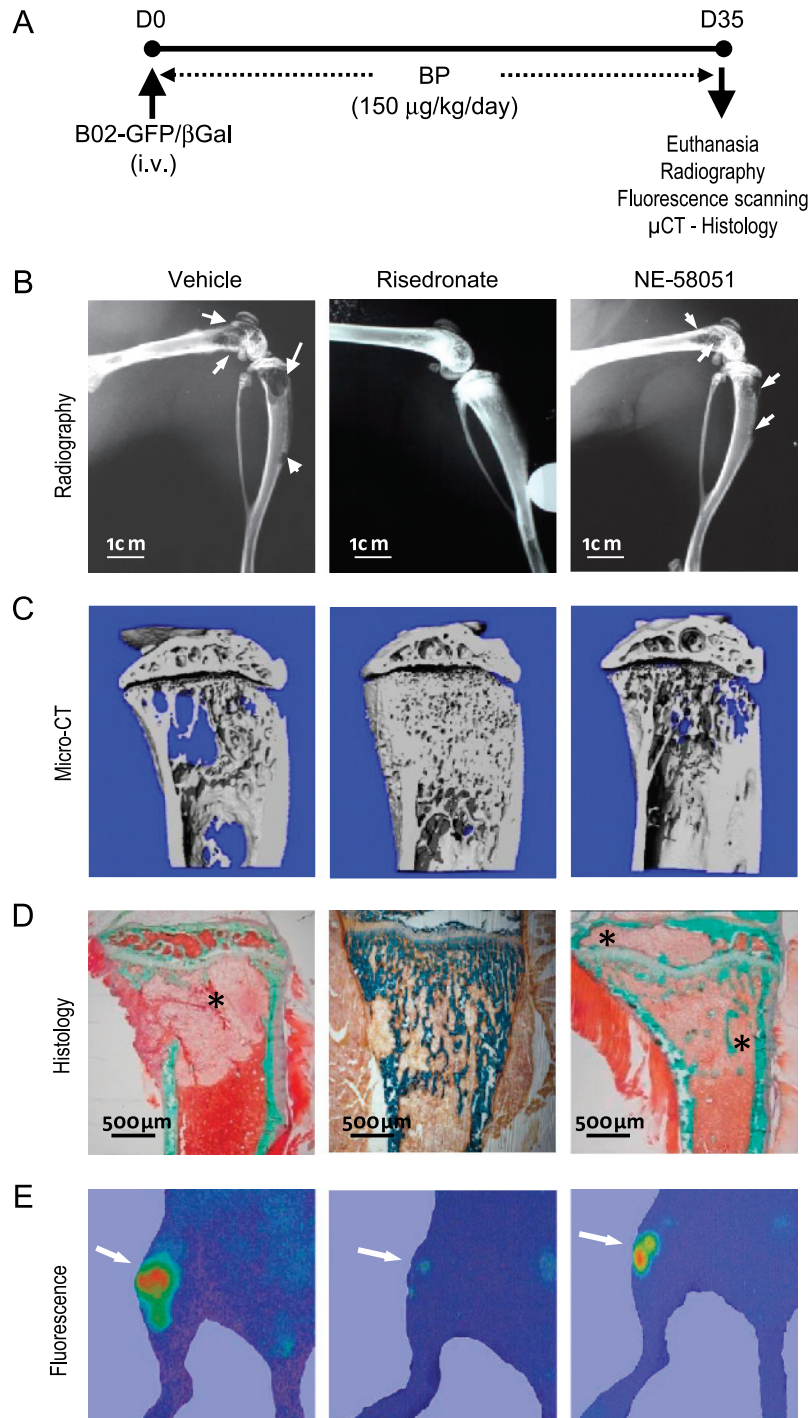 A
D0
D35
BP
(150 µg/kg/day)
B02-GFP/βGal
(i.v.)
Euthanasia
Radiography
Fluorescence scanning
µCT - Histology
B
Vehicle
Risedronate
NE-58051
Radiography
1cm
1cm
1cm
C
Micro-CT
D
Histology
*
*
*
500µm
500µm
500µm
E
Fluorescence